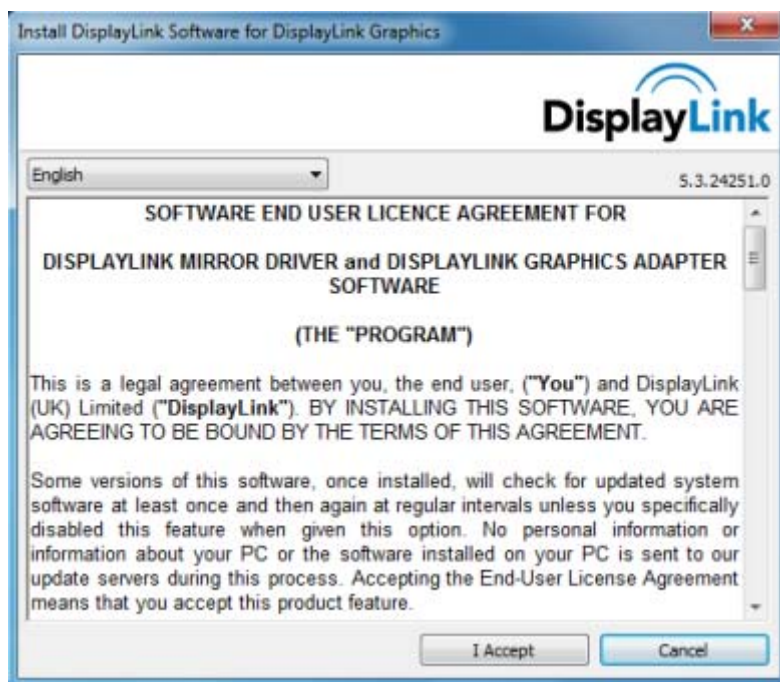 Install DisplayLink Software for DisplayLink Graphics
DisplayLink
English
5.3.24251.0
SOFTWARE END USER LICENCE AGREEMENT FOR
DISPLAYLINK MIRROR DRIVER and DISPLAYLINK GRAPHICS ADAPTER
SOFTWARE
(THE "PROGRAM")
This is a legal agreement between you, the end user, ("You") and DisplayLink
(UK) Limited ("DisplayLink"). BY INSTALLING THIS SOFTWARE, YOU ARE
AGREEING TO BE BOUND BY THE TERMS OF THIS AGREEMENT.
Some versions of this software, once installed, will check for updated system
software at least once and then again at regular intervals unless you specifically
disabled this feature when given this option. No personal information or
information about your PC or the software installed on your PC is sent to our
update servers during this process. Accepting the End-User License Agreement
means that you accept this product feature.
I Accept
Cancel